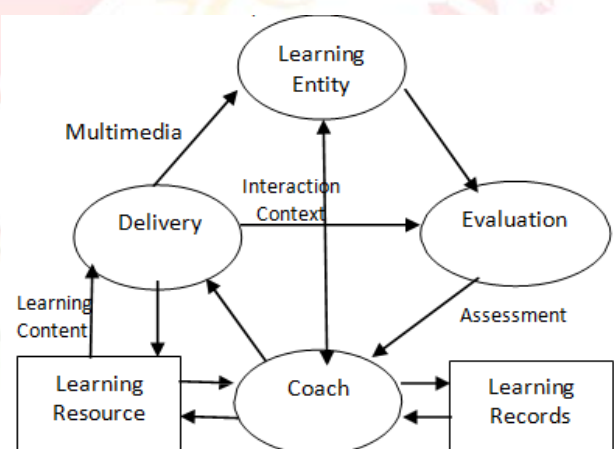 Learning
Entity
Multimedia
Interaction
Context
Delivery
Evaluation
Learning
Content
Assessment
Learning
Resource
Coach
Learning
Records